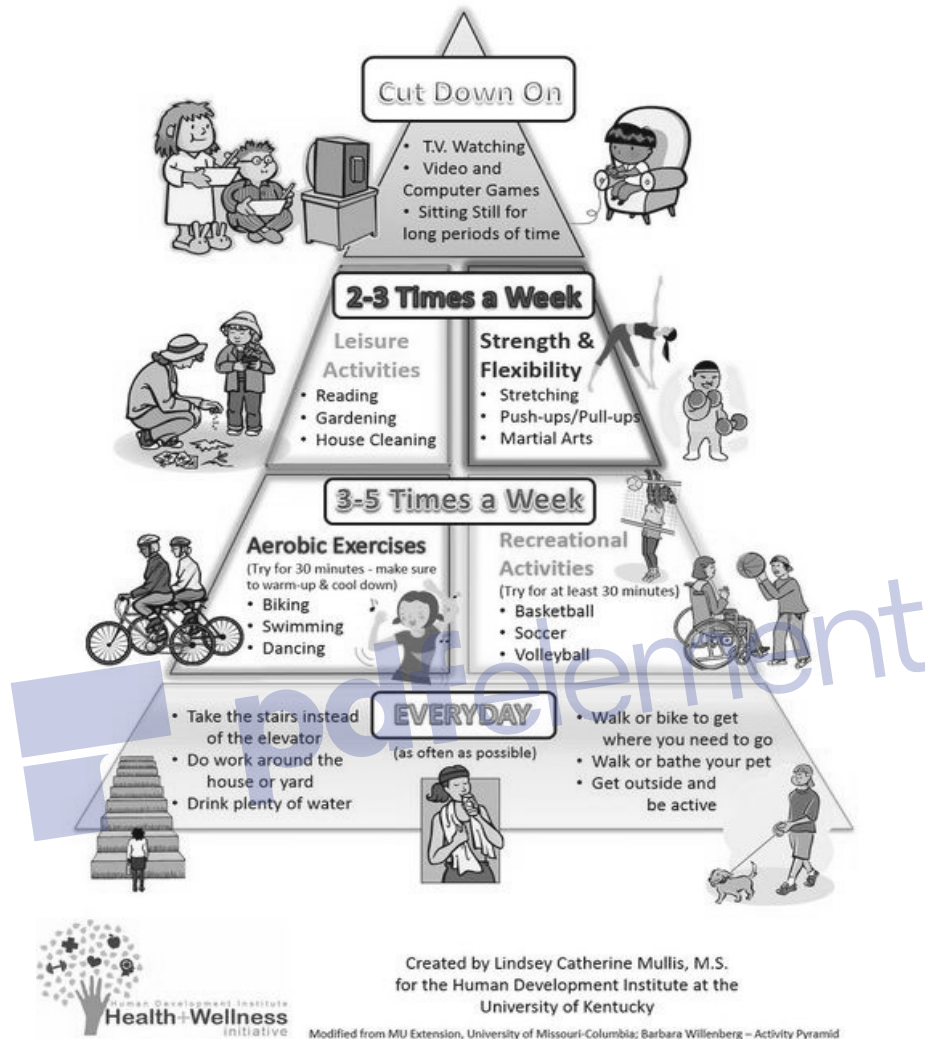 Cut Down On
• T.V. Watching
• Video and
Computer Games
• Sitting Still for
long periods of time
2-3 Times a Week
Leisure
Activities
• Reading
• Gardening
• House Cleaning
Strength &
Flexibility
• Stretching
• Push-ups/Pull-ups
• Martial Arts
3-5 Times a Week
Aerobic Exercises
(Try for 30 minutes - make sure
to warm-up & cool down)
• Biking
• Swimming
• Dancing
Recreational
Activities
(Try for at least 30 minutes)
• Basketball
• Soccer
• Volleyball
EVERYDAY
(as often as possible)
• Take the stairs instead
of the elevator
• Do work around the
house or yard
• Drink plenty of water
• Walk or bike to get
where you need to go
• Walk or bathe your pet
• Get outside and
be active
pdfelement
Human Development Institute
Health+Wellness
initiative
Created by Lindsey Catherine Mullis, M.S.
for the Human Development Institute at the
University of Kentucky
Modified from MU Extension, University of Missouri-Columbia; Barbara Willenberg – Activity Pyramid